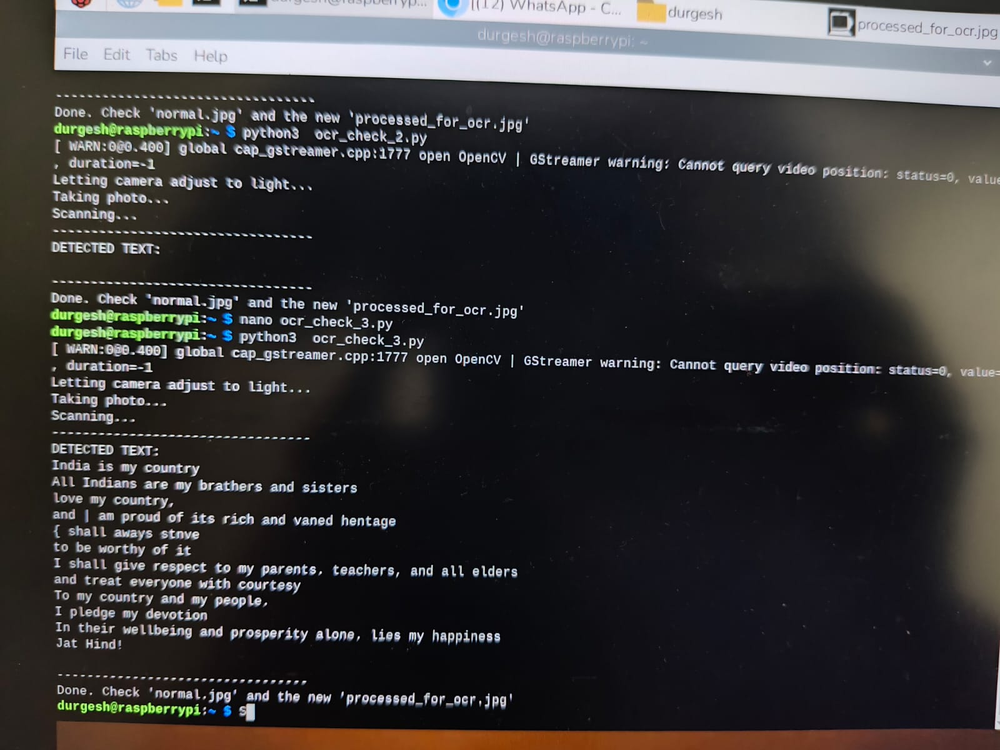 durgesh@raspberryp...
((12) WhatsApp - C...
durgesh
processed_for_ocr.jpg
durgesh@raspberrypi: ~
File Edit Tabs Help
---------------------------------
Done. Check 'normal.jpg' and the new 'processed_for_ocr.jpg'
durgesh@raspberrypi:~ $ python3  ocr_check_2.py
[ WARN:0@0.400] global cap_gstreamer.cpp:1777 open OpenCV | GStreamer warning: Cannot query video position: status=0, value
, duration=-1
Letting camera adjust to light...
Taking photo...
Scanning...
---------------------------------
DETECTED TEXT:
---------------------------------
Done. Check 'normal.jpg' and the new 'processed_for_ocr.jpg'
durgesh@raspberrypi:~ $ nano ocr_check_3.py
durgesh@raspberrypi:~ $ python3  ocr_check_3.py
[ WARN:0@0.400] global cap_gstreamer.cpp:1777 open OpenCV | GStreamer warning: Cannot query video position: status=0, value=
, duration=-1
Letting camera adjust to light...
Taking photo...
Scanning...
---------------------------------
DETECTED TEXT:
India is my country
All Indians are my brathers and sisters
love my country,
and | am proud of its rich and vaned hentage
{ shall aways stnve
to be worthy of it
I shall give respect to my parents, teachers, and all elders
and treat everyone with courtesy
To my country and my people,
I pledge my devotion
In their wellbeing and prosperity alone, lies my happiness
Jat Hind!
---------------------------------
Done. Check 'normal.jpg' and the new 'processed_for_ocr.jpg'
durgesh@raspberrypi:~ $ S